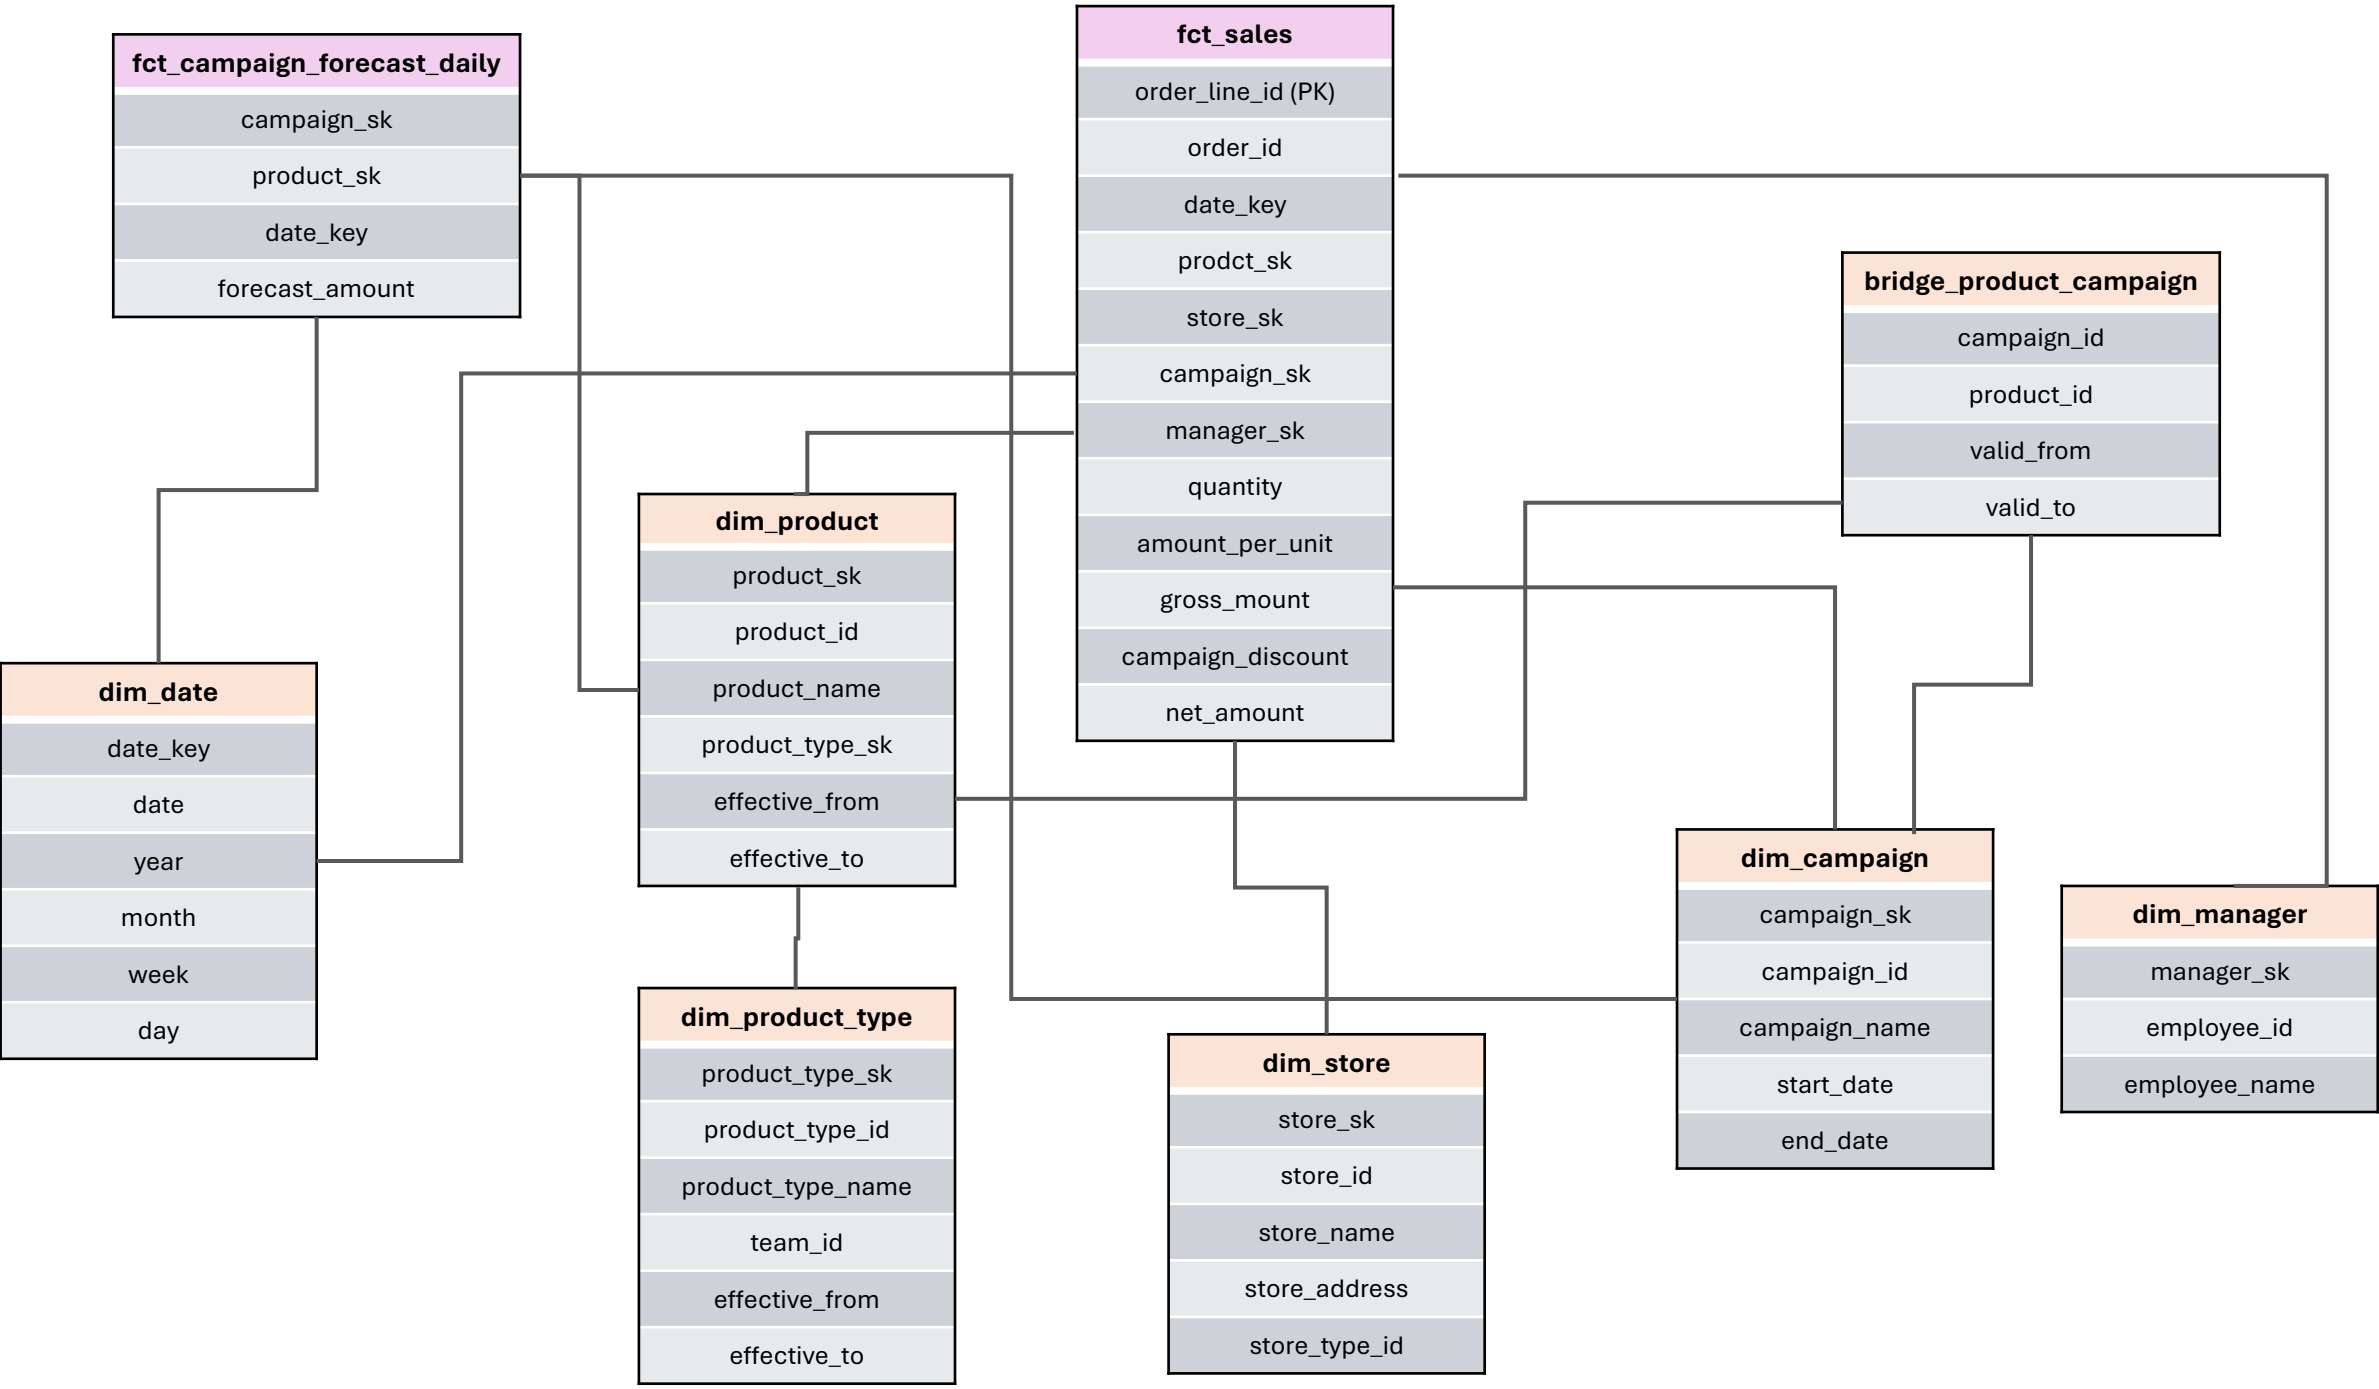 fct_campaign_forecast_daily
campaign_sk
product_sk
date_key
forecast_amount
fct_sales
order_line_id (PK)
order_id
date_key
prodct_sk
store_sk
campaign_sk
manager_sk
quantity
amount_per_unit
gross_mount
campaign_discount
net_amount
bridge_product_campaign
campaign_id
product_id
valid_from
valid_to
dim_product
product_sk
product_id
product_name
product_type_sk
effective_from
effective_to
dim_date
date_key
date
year
month
week
day
dim_product_type
product_type_sk
product_type_id
product_type_name
team_id
effective_from
effective_to
dim_store
store_sk
store_id
store_name
store_address
store_type_id
dim_campaign
campaign_sk
campaign_id
campaign_name
start_date
end_date
dim_manager
manager_sk
employee_id
employee_name